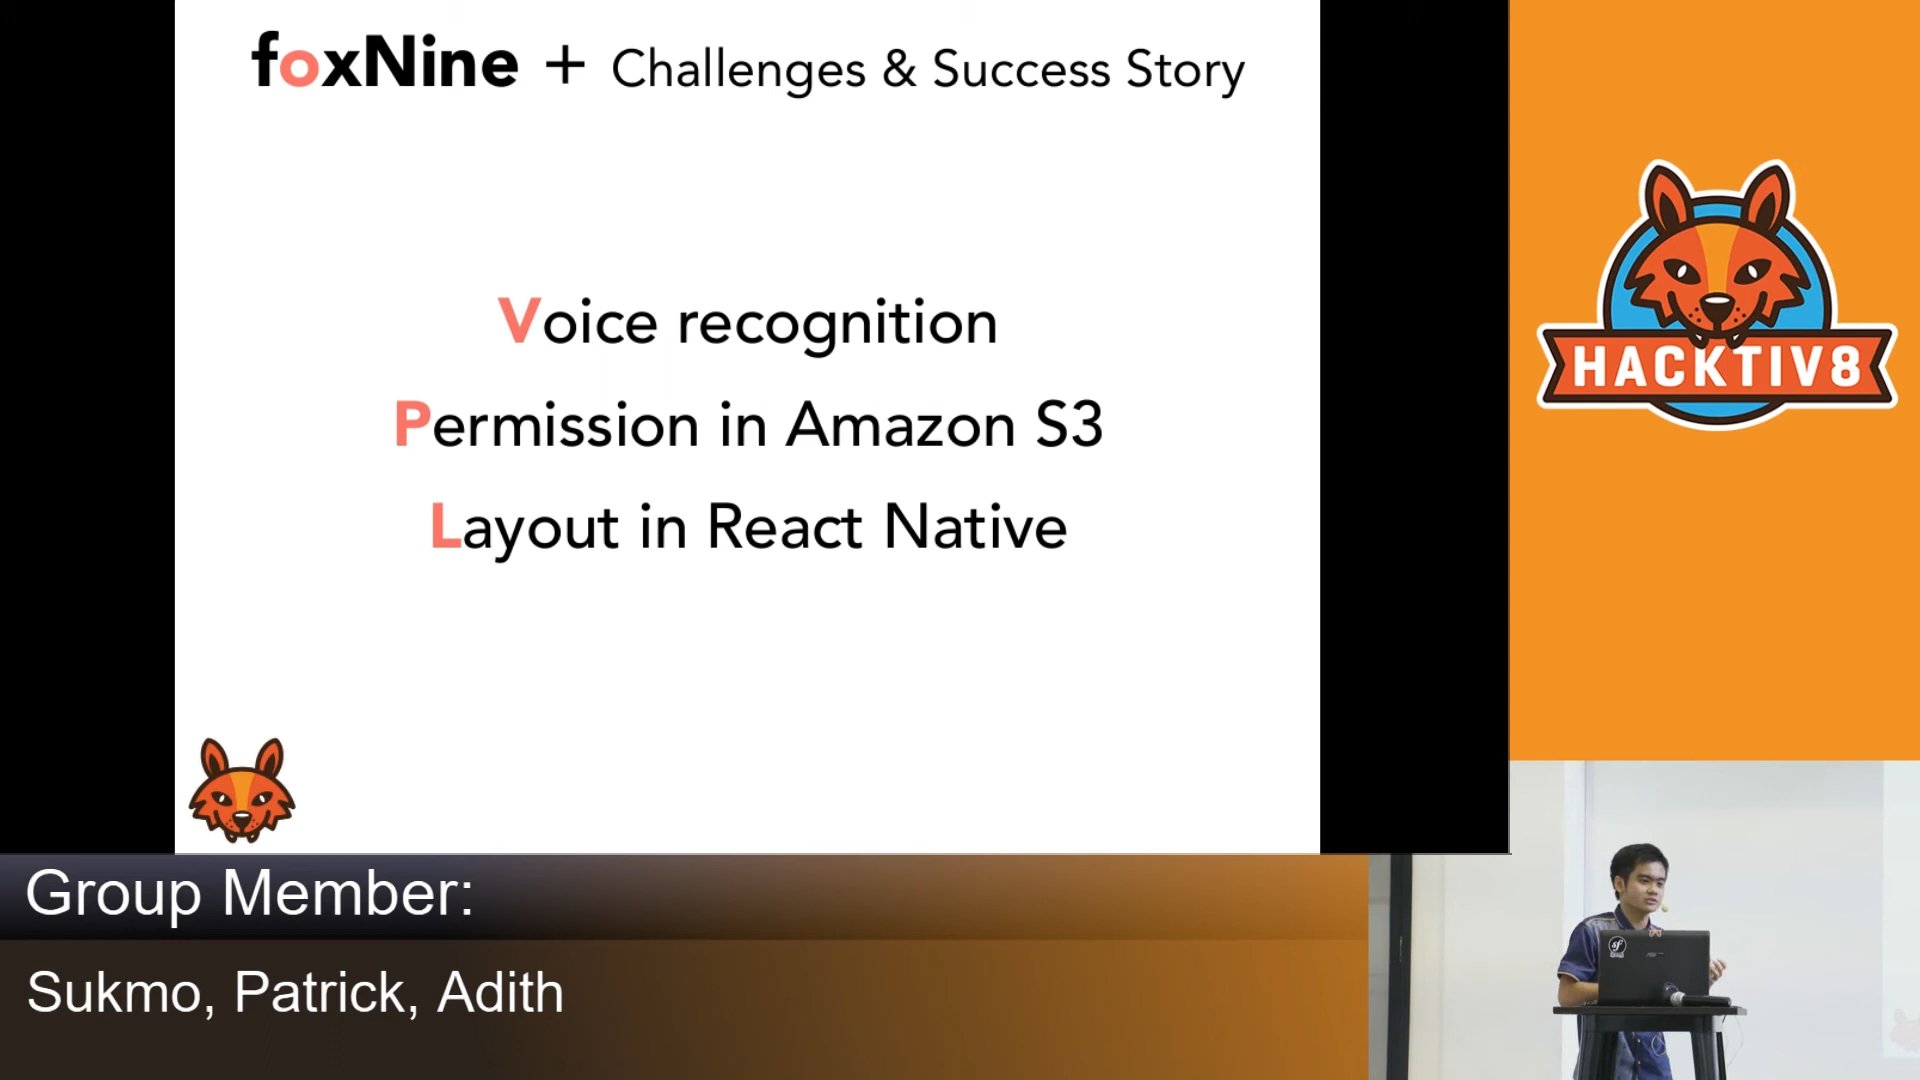 foxNine + Challenges & Success Story
Voice recognition
Permission in Amazon S3
Layout in React Native
HACKTIV8
Group Member:
Sukmo, Patrick, Adith
sf